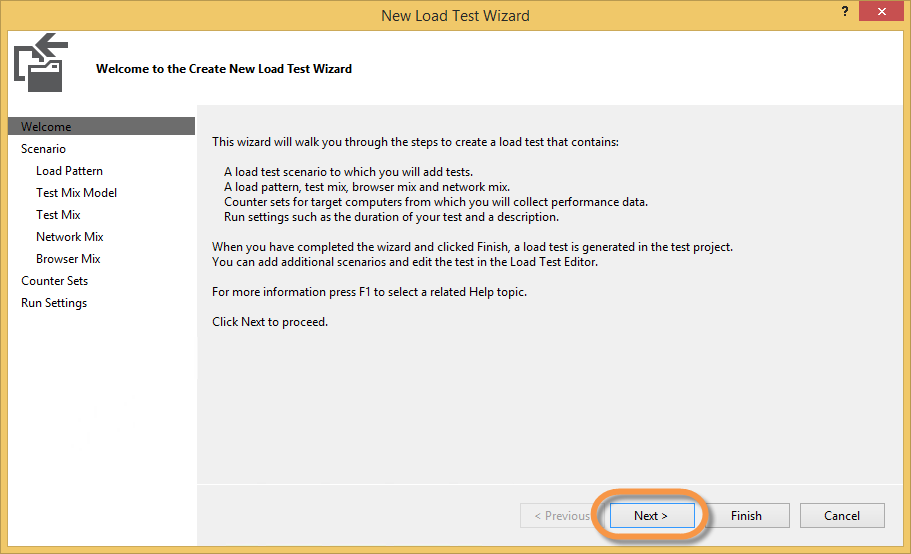 New Load Test Wizard
?
Welcome to the Create New Load Test Wizard
Welcome
Scenario
Load Pattern
Test Mix Model
Test Mix
Network Mix
Browser Mix
Counter Sets
Run Settings
This wizard will walk you through the steps to create a load test that contains:
A load test scenario to which you will add tests.
A load pattern, test mix, browser mix and network mix.
Counter sets for target computers from which you will collect performance data.
Run settings such as the duration of your test and a description.
When you have completed the wizard and clicked Finish, a load test is generated in the test project.
You can add additional scenarios and edit the test in the Load Test Editor.
For more information press F1 to select a related Help topic.
Click Next to proceed.
< Previous
Next >
Finish
Cancel